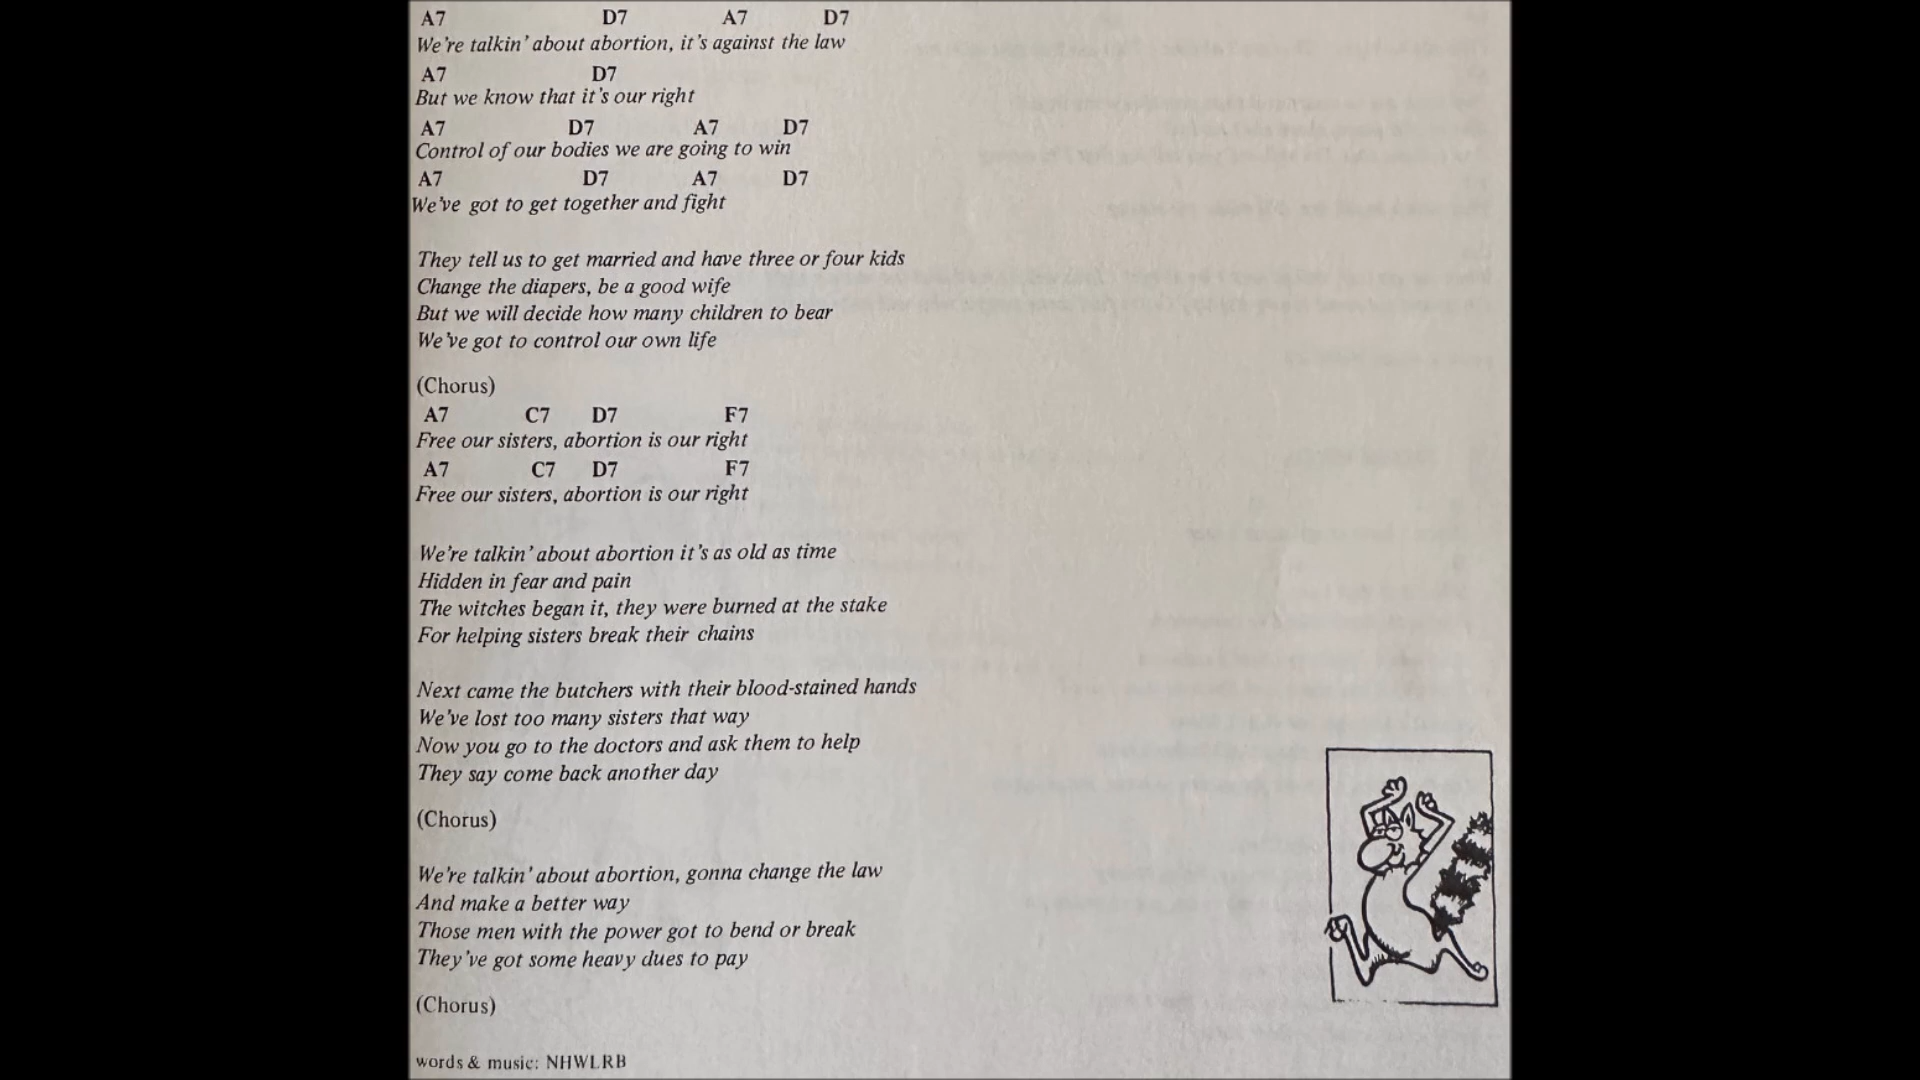 A7 D7 A7 D7
We're talkin' about abortion, it's against the law
A7 D7
But we know that it's our right
A7 D7 A7 D7
Control of our bodies we are going to win
A7 D7 A7 D7
We've got to get together and fight
They tell us to get married and have three or four kids
Change the diapers, be a good wife
But we will decide how many children to bear
We've got to control our own life
(Chorus)
A7 C7 D7 F7
Free our sisters, abortion is our right
A7 C7 D7 F7
Free our sisters, abortion is our right
We're talkin' about abortion it's as old as time
Hidden in fear and pain
The witches began it, they were burned at the stake
For helping sisters break their chains
Next came the butchers with their blood-stained hands
We've lost too many sisters that way
Now you go to the doctors and ask them to help
They say come back another day
(Chorus)
We're talkin' about abortion, gonna change the law
And make a better way
Those men with the power got to bend or break
They've got some heavy dues to pay
(Chorus)
words & music: NHWLRB